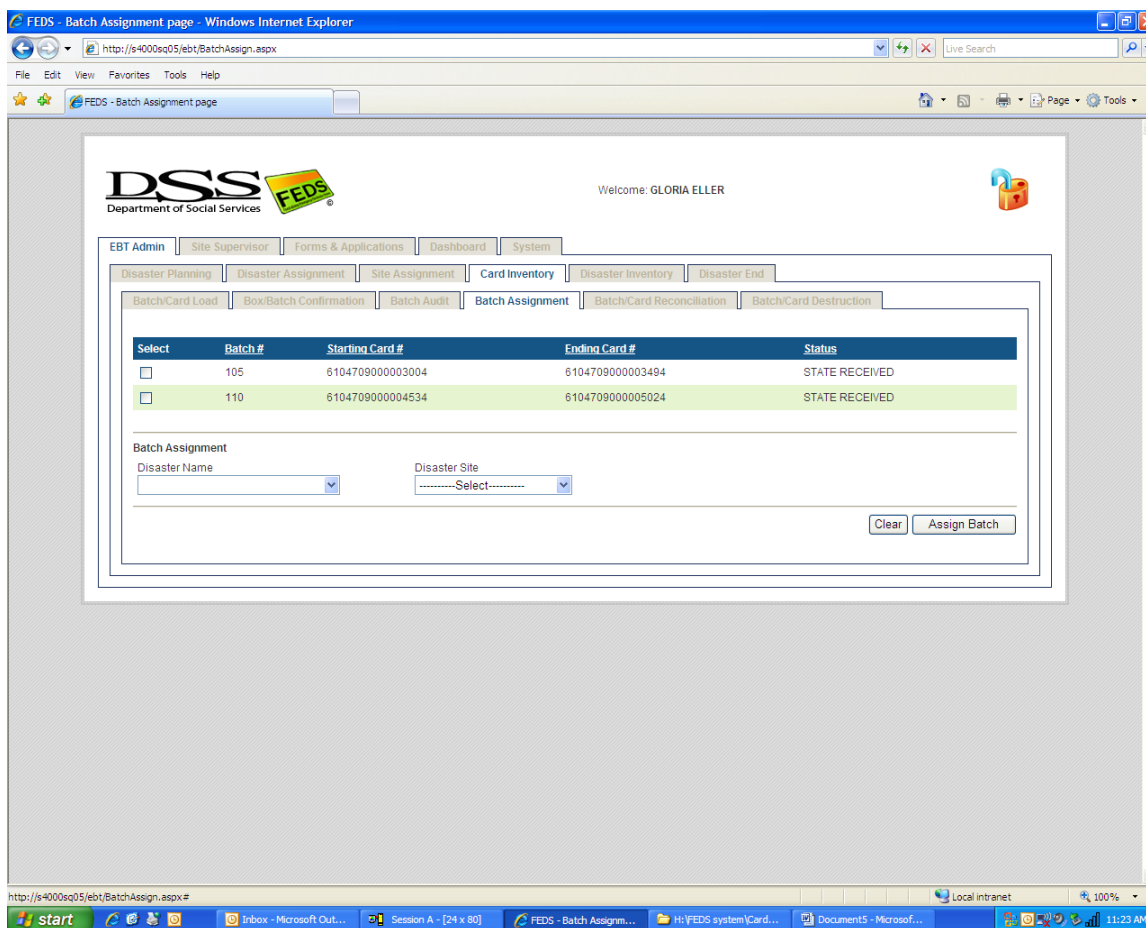 FEDS - Batch Assignment page - Windows Internet Explorer
http://s4000sq05/ebt/BatchAssign.aspx Live Search
File Edit View Favorites Tools Help
FEDS - Batch Assignment page Page Tools
DSS FEDS ©
Department of Social Services
Welcome: GLORIA ELLER
EBT Admin Site Supervisor Forms & Applications Dashboard System
Disaster Planning Disaster Assignment Site Assignment Card Inventory Disaster Inventory Disaster End
Batch/Card Load Box/Batch Confirmation Batch Audit Batch Assignment Batch/Card Reconciliation Batch/Card Destruction
Select Batch # Starting Card # Ending Card # Status
105 6104709000003004 6104709000003494 STATE RECEIVED
110 6104709000004534 6104709000005024 STATE RECEIVED
Batch Assignment
Disaster Name Disaster Site
----------Select----------
Clear Assign Batch
http://s4000sq05/ebt/BatchAssign.aspx# Local intranet 100%
start Inbox - Microsoft Out... Session A - [24 x 80] FEDS - Batch Assignm... H:\FEDS system\Card... Document5 - Microsof... 11:23 AM